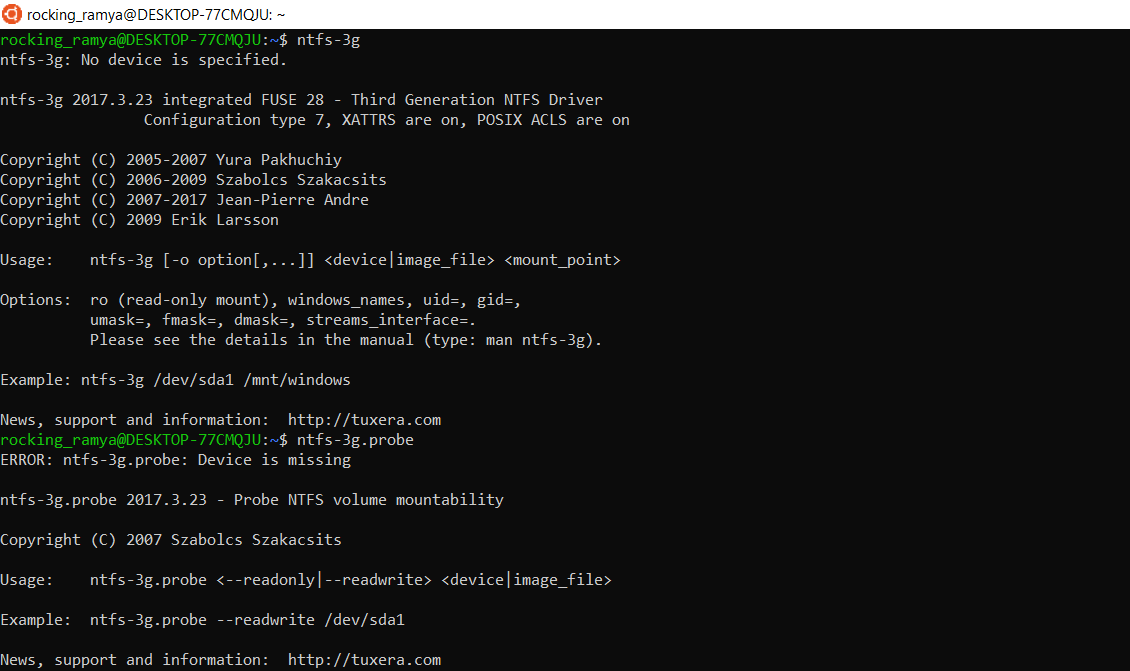 rocking_ramya@DESKTOP-77CMQJU: ~
rocking_ramya@DESKTOP-77CMQJU:~$ ntfs-3g
ntfs-3g: No device is specified.
ntfs-3g 2017.3.23 integrated FUSE 28 - Third Generation NTFS Driver
Configuration type 7, XATTRS are on, POSIX ACLS are on
Copyright (C) 2005-2007 Yura Pakhuchiy
Copyright (C) 2006-2009 Szabolcs Szakacsits
Copyright (C) 2007-2017 Jean-Pierre Andre
Copyright (C) 2009 Erik Larsson
Usage:    ntfs-3g [-o option[,...]] <device|image_file> <mount_point>
Options:  ro (read-only mount), windows_names, uid=, gid=,
umask=, fmask=, dmask=, streams_interface=.
Please see the details in the manual (type: man ntfs-3g).
Example: ntfs-3g /dev/sda1 /mnt/windows
News, support and information:  http://tuxera.com
rocking_ramya@DESKTOP-77CMQJU:~$ ntfs-3g.probe
ERROR: ntfs-3g.probe: Device is missing
ntfs-3g.probe 2017.3.23 - Probe NTFS volume mountability
Copyright (C) 2007 Szabolcs Szakacsits
Usage:    ntfs-3g.probe <--readonly|--readwrite> <device|image_file>
Example:  ntfs-3g.probe --readwrite /dev/sda1
News, support and information:  http://tuxera.com